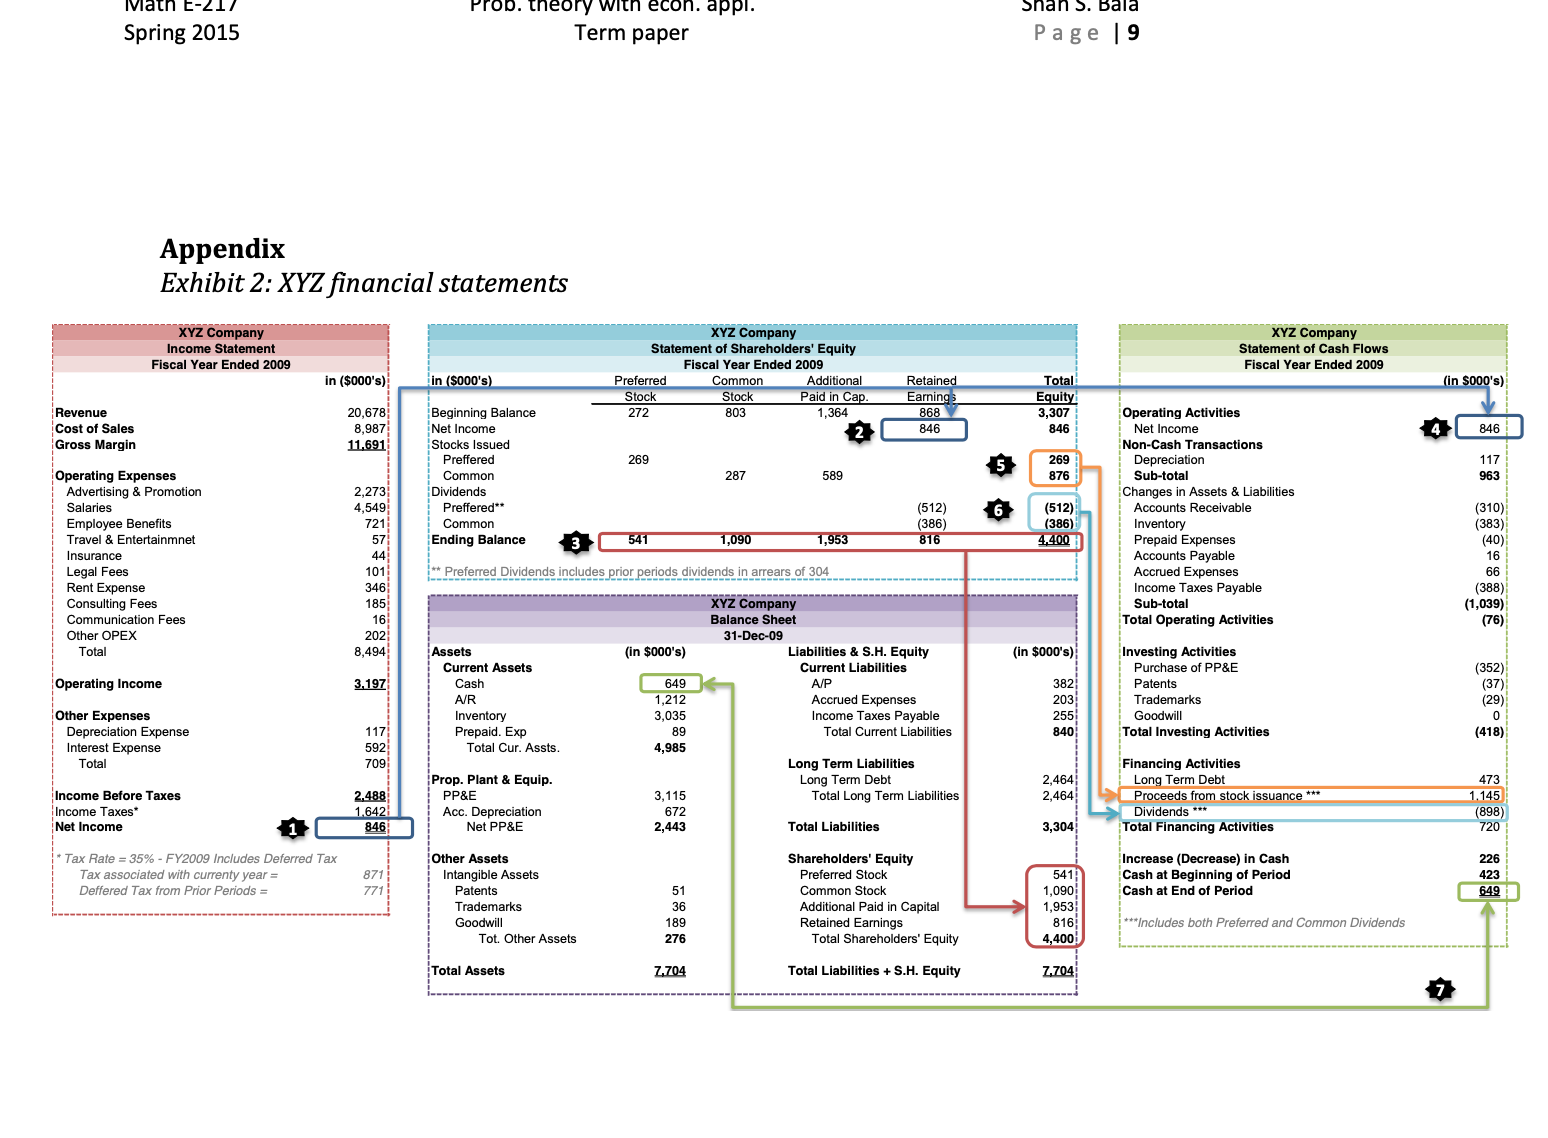 Math E-217 Prob. theory with econ. appl. Shan S. Bala
Spring 2015 Term paper Page | 9
Appendix
Exhibit 2: XYZ financial statements
XYZ Company
Income Statement
Fiscal Year Ended 2009
in ($000's)
Revenue 20,678
Cost of Sales 8,987
Gross Margin 11,691
Operating Expenses
Advertising & Promotion 2,273
Salaries 4,549
Employee Benefits 721
Travel & Entertainmnet 57
Insurance 44
Legal Fees 101
Rent Expense 346
Consulting Fees 185
Communication Fees 16
Other OPEX 202
Total 8,494
Operating Income 3,197
Other Expenses
Depreciation Expense 117
Interest Expense 592
Total 709
Income Before Taxes 2,488
Income Taxes* 1,642
Net Income 1 846
* Tax Rate = 35% - FY2009 Includes Deferred Tax
Tax associated with currenty year = 871
Deffered Tax from Prior Periods = 771
XYZ Company
Statement of Shareholders' Equity
Fiscal Year Ended 2009
in ($000's) Preferred Common Additional Retained Total
Stock Stock Paid in Cap. Earnings Equity
Beginning Balance 272 803 1,364 868 3,307
Net Income 2 846 846
Stocks Issued
Preffered 269 5 269
Common 287 589 876
Dividends
Preffered** (512) 6 (512)
Common (386) (386)
Ending Balance 3 541 1,090 1,953 816 4,400
** Preferred Dividends includes prior periods dividends in arrears of 304
XYZ Company
Balance Sheet
31-Dec-09
Assets (in $000's) Liabilities & S.H. Equity (in $000's)
Current Assets Current Liabilities
Cash 649 A/P 382
A/R 1,212 Accrued Expenses 203
Inventory 3,035 Income Taxes Payable 255
Prepaid. Exp 89 Total Current Liabilities 840
Total Cur. Assts. 4,985
Long Term Liabilities
Prop. Plant & Equip. Long Term Debt 2,464
PP&E 3,115 Total Long Term Liabilities 2,464
Acc. Depreciation 672
Net PP&E 2,443 Total Liabilities 3,304
Other Assets Shareholders' Equity
Intangible Assets Preferred Stock 541
Patents 51 Common Stock 1,090
Trademarks 36 Additional Paid in Capital 1,953
Goodwill 189 Retained Earnings 816
Tot. Other Assets 276 Total Shareholders' Equity 4,400
Total Assets 7,704 Total Liabilities + S.H. Equity 7,704
XYZ Company
Statement of Cash Flows
Fiscal Year Ended 2009
(in $000's)
Operating Activities
Net Income 4 846
Non-Cash Transactions
Depreciation 117
Sub-total 963
Changes in Assets & Liabilities
Accounts Receivable (310)
Inventory (383)
Prepaid Expenses (40)
Accounts Payable 16
Accrued Expenses 66
Income Taxes Payable (388)
Sub-total (1,039)
Total Operating Activities (76)
Investing Activities
Purchase of PP&E (352)
Patents (37)
Trademarks (29)
Goodwill 0
Total Investing Activities (418)
Financing Activities
Long Term Debt 473
Proceeds from stock issuance *** 1,145
Dividends *** (898)
Total Financing Activities 720
Increase (Decrease) in Cash 226
Cash at Beginning of Period 423
Cash at End of Period 649
***Includes both Preferred and Common Dividends
7